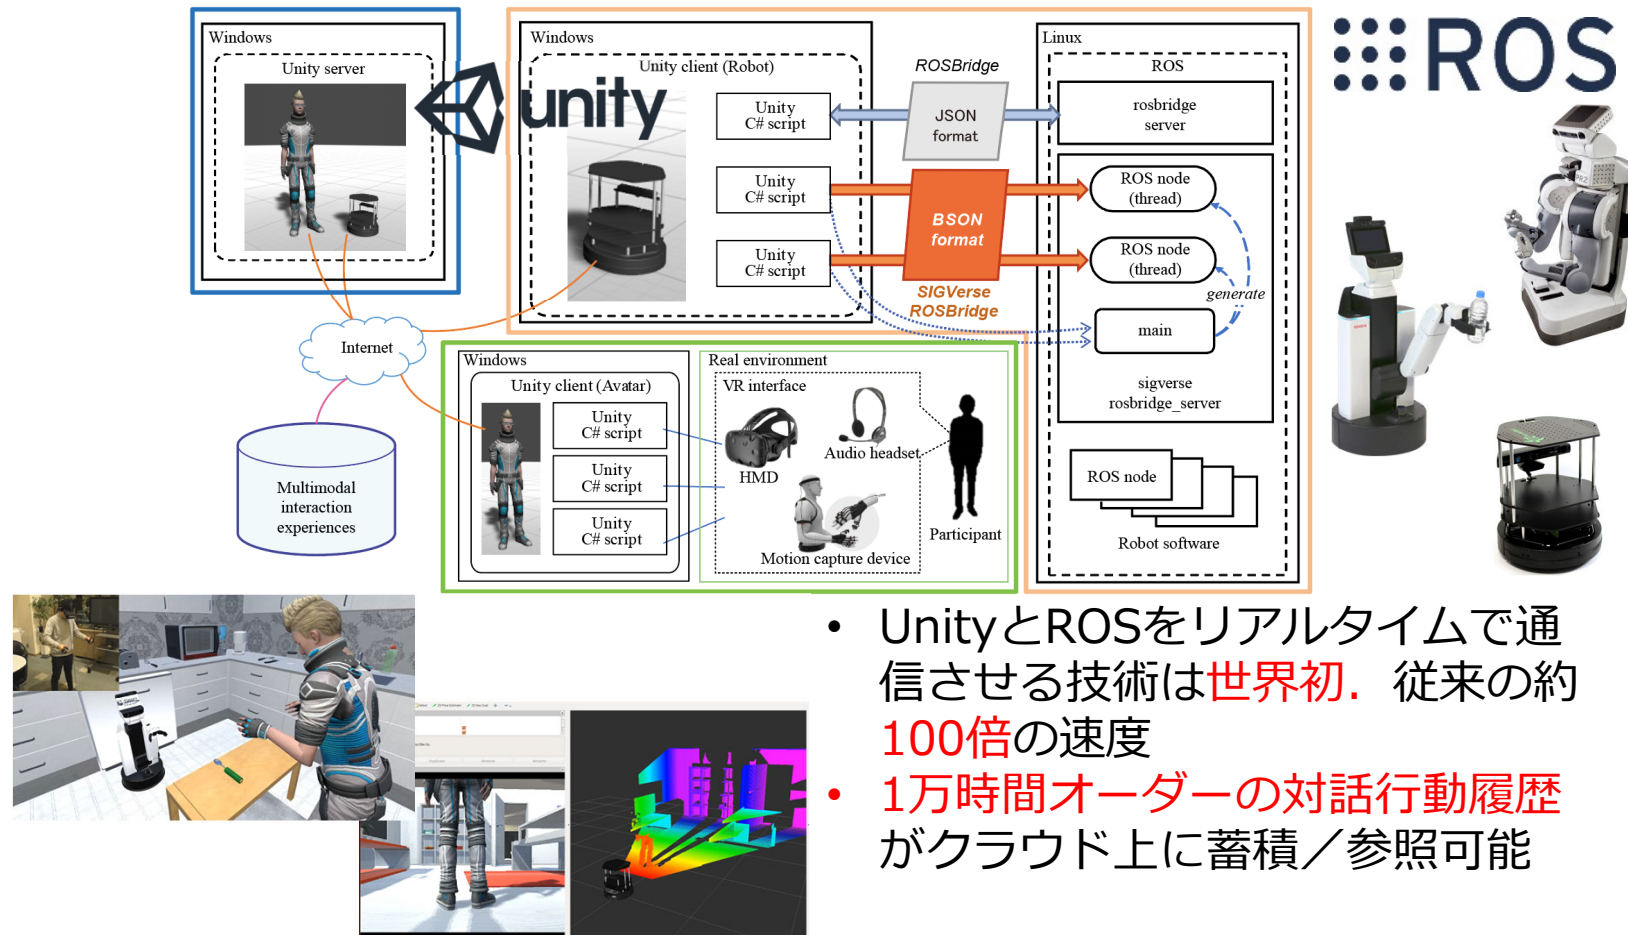 Windows
Unity server
unity
Windows
Unity client (Robot)
Unity
C# script
Unity
C# script
Unity
C# script
ROSBridge
JSON
format
BSON
format
SIGVerse
ROSBridge
Linux
ROS
rosbridge
server
ROS node
(thread)
ROS node
(thread)
generate
main
sigverse
rosbridge_server
ROS node
Robot software
ROS
Internet
Multimodal
interaction
experiences
Windows
Unity client (Avatar)
Unity
C# script
Unity
C# script
Unity
C# script
Real environment
VR interface
HMD
Audio headset
Motion capture device
Participant
• UnityとROSをリアルタイムで通
信させる技術は世界初．従来の約
100倍の速度
• 1万時間オーダーの対話行動履歴
がクラウド上に蓄積／参照可能